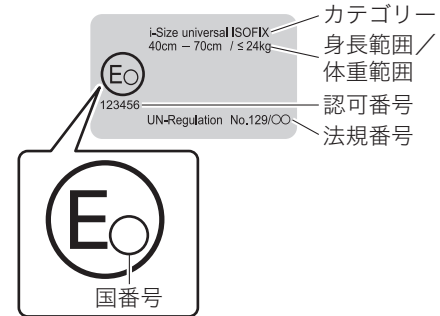 i-Size universal ISOFIX
40cm – 70cm / ≤ 24kg
E○
123456
UN-Regulation No.129/○○
カテゴリー
身長範囲／
体重範囲
認可番号
法規番号
E○
国番号